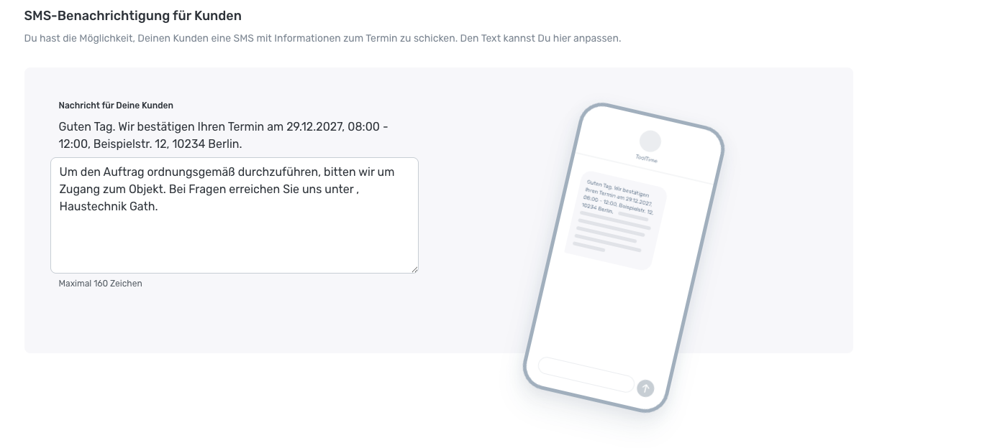 SMS-Benachrichtigung für Kunden
Du hast die Möglichkeit, Deinen Kunden eine SMS mit Informationen zum Termin zu schicken. Den Text kannst Du hier anpassen.
Nachricht für Deine Kunden
Guten Tag. Wir bestätigen Ihren Termin am 29.12.2027, 08:00 -
12:00, Beispielstr. 12, 10234 Berlin.
Um den Auftrag ordnungsgemäß durchzuführen, bitten wir um
Zugang zum Objekt. Bei Fragen erreichen Sie uns unter ,
Haustechnik Gath.
Maximal 160 Zeichen
ToolTime
Guten Tag. Wir bestätigen
Ihren Termin am 29.12.2027,
08:00 - 12:00, Beispielstr. 12,
10234 Berlin.